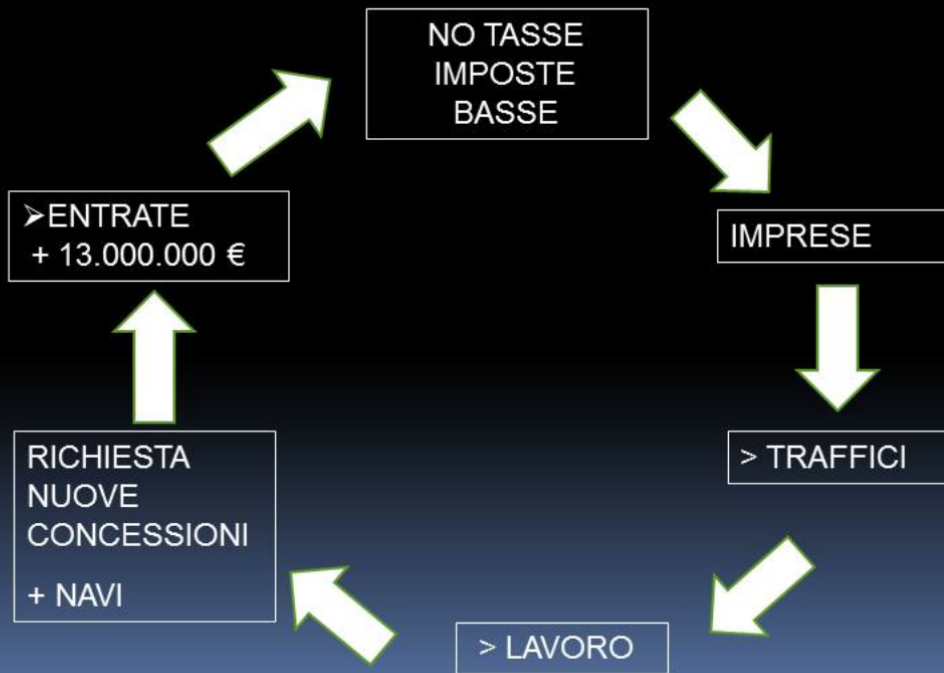 NO TASSE
IMPOSTE
BASSE
➢ENTRATE
+ 13.000.000 €
IMPRESE
RICHIESTA
NUOVE
CONCESSIONI
+ NAVI
> TRAFFICI
> LAVORO